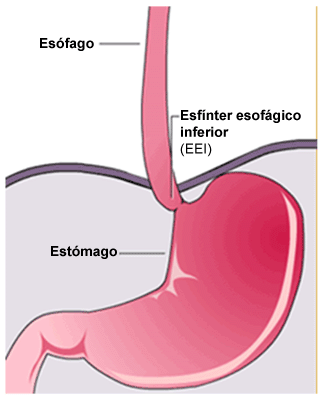 Esófago
Esfínter esofágico
inferior
(EEI)
Estómago